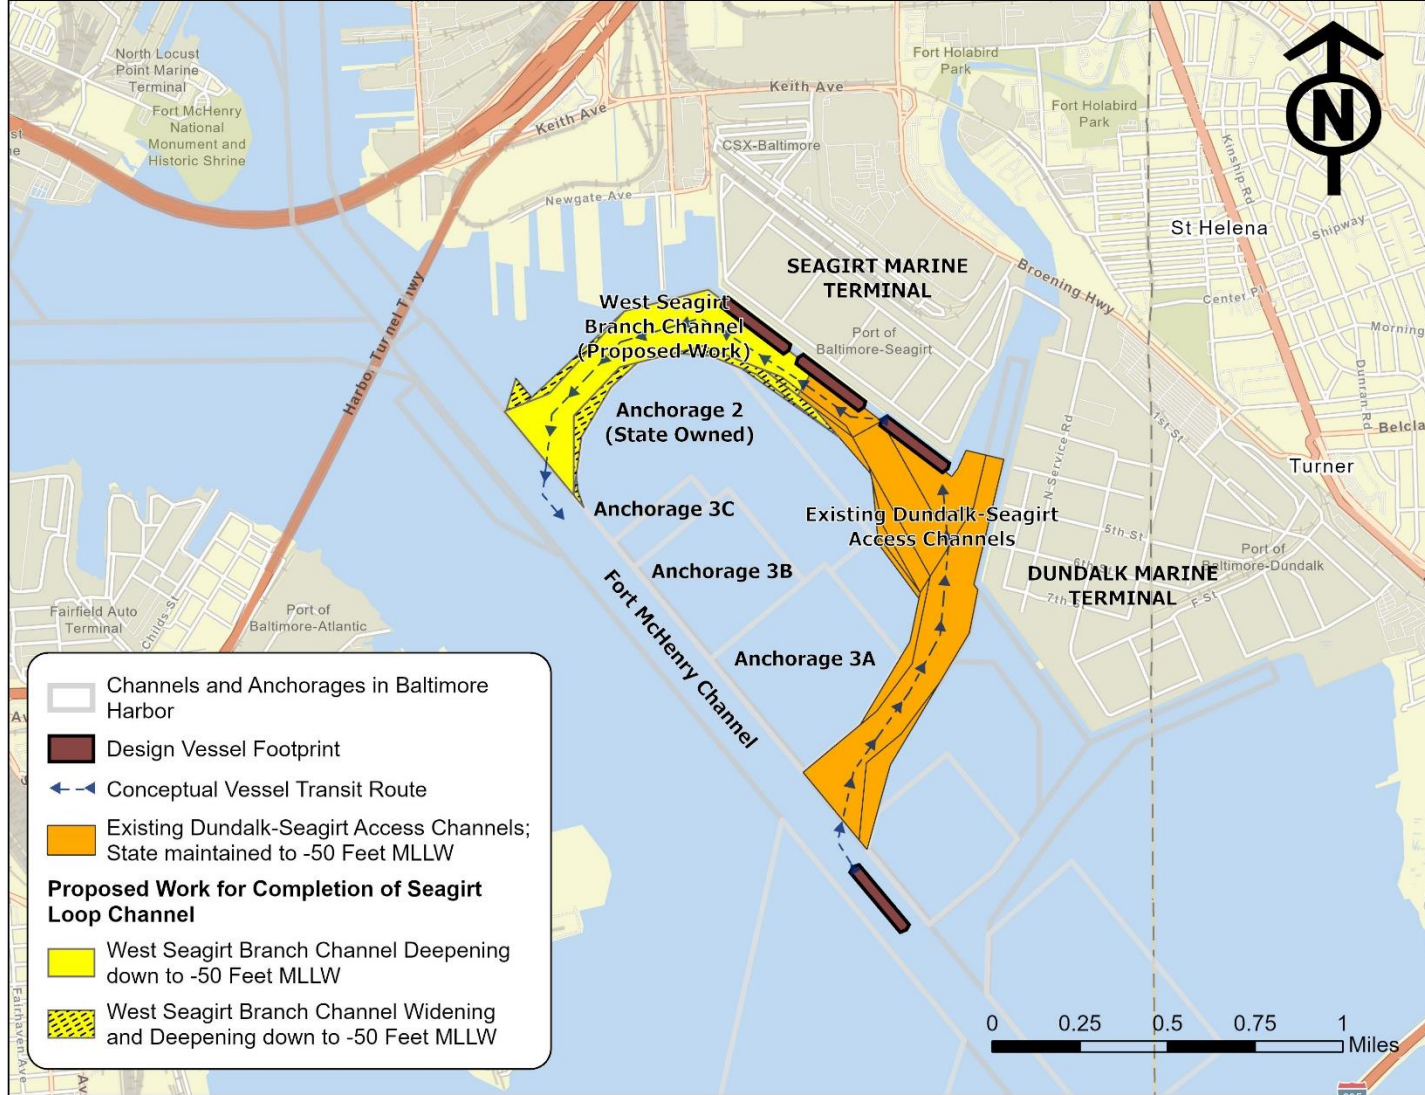 North Locust
Point Marine
Terminal
Fort McHenry
National
Monument and
Historic Shrine
Keith Ave
Keith Ave
Newgate Ave
CSX-Baltimore
Fort Holabird
Park
Fort Holabird
Park
N
Kinship Rd
Shipway
St Helena
Broening Hwy
Center Pl
Morning
Dunran Rd
Belcla
Turner
SEAGIRT MARINE
TERMINAL
Port of
Baltimore-Seagirt
West Seagirt
Branch Channel
(Proposed Work)
Anchorage 2
(State Owned)
Anchorage 3C
Anchorage 3B
Anchorage 3A
Fort McHenry Channel
Existing Dundalk-Seagirt
Access Channels
N Service Rd
1st St
5th St
6th St
7th S
F St
Port of
Baltimore-Dundalk
DUNDALK MARINE
TERMINAL
Fairfield Auto
Terminal
Childs-St
Port of
Baltimore-Atlantic
Channels and Anchorages in Baltimore
Harbor
Design Vessel Footprint
Conceptual Vessel Transit Route
Existing Dundalk-Seagirt Access Channels;
State maintained to -50 Feet MLLW
Proposed Work for Completion of Seagirt
Loop Channel
West Seagirt Branch Channel Deepening
down to -50 Feet MLLW
West Seagirt Branch Channel Widening
and Deepening down to -50 Feet MLLW
Fairhaven Ave
Av
0 0.25 0.5 0.75 1
Miles